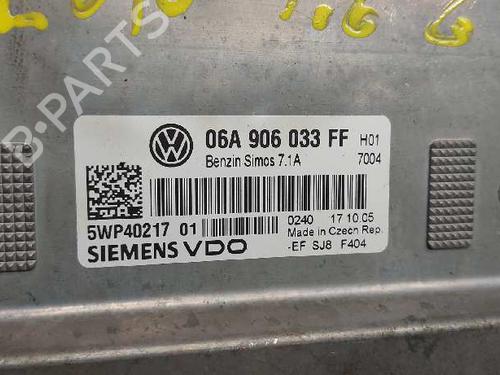 1.6 G
B-PARTS
06A 906 033 FF H01
Benzin Simos 7.1A 7004
5WP40217 01
0240 17 10.05
Made in Czech Rep.
SIEMENS VDO
-EF SJ8 F404